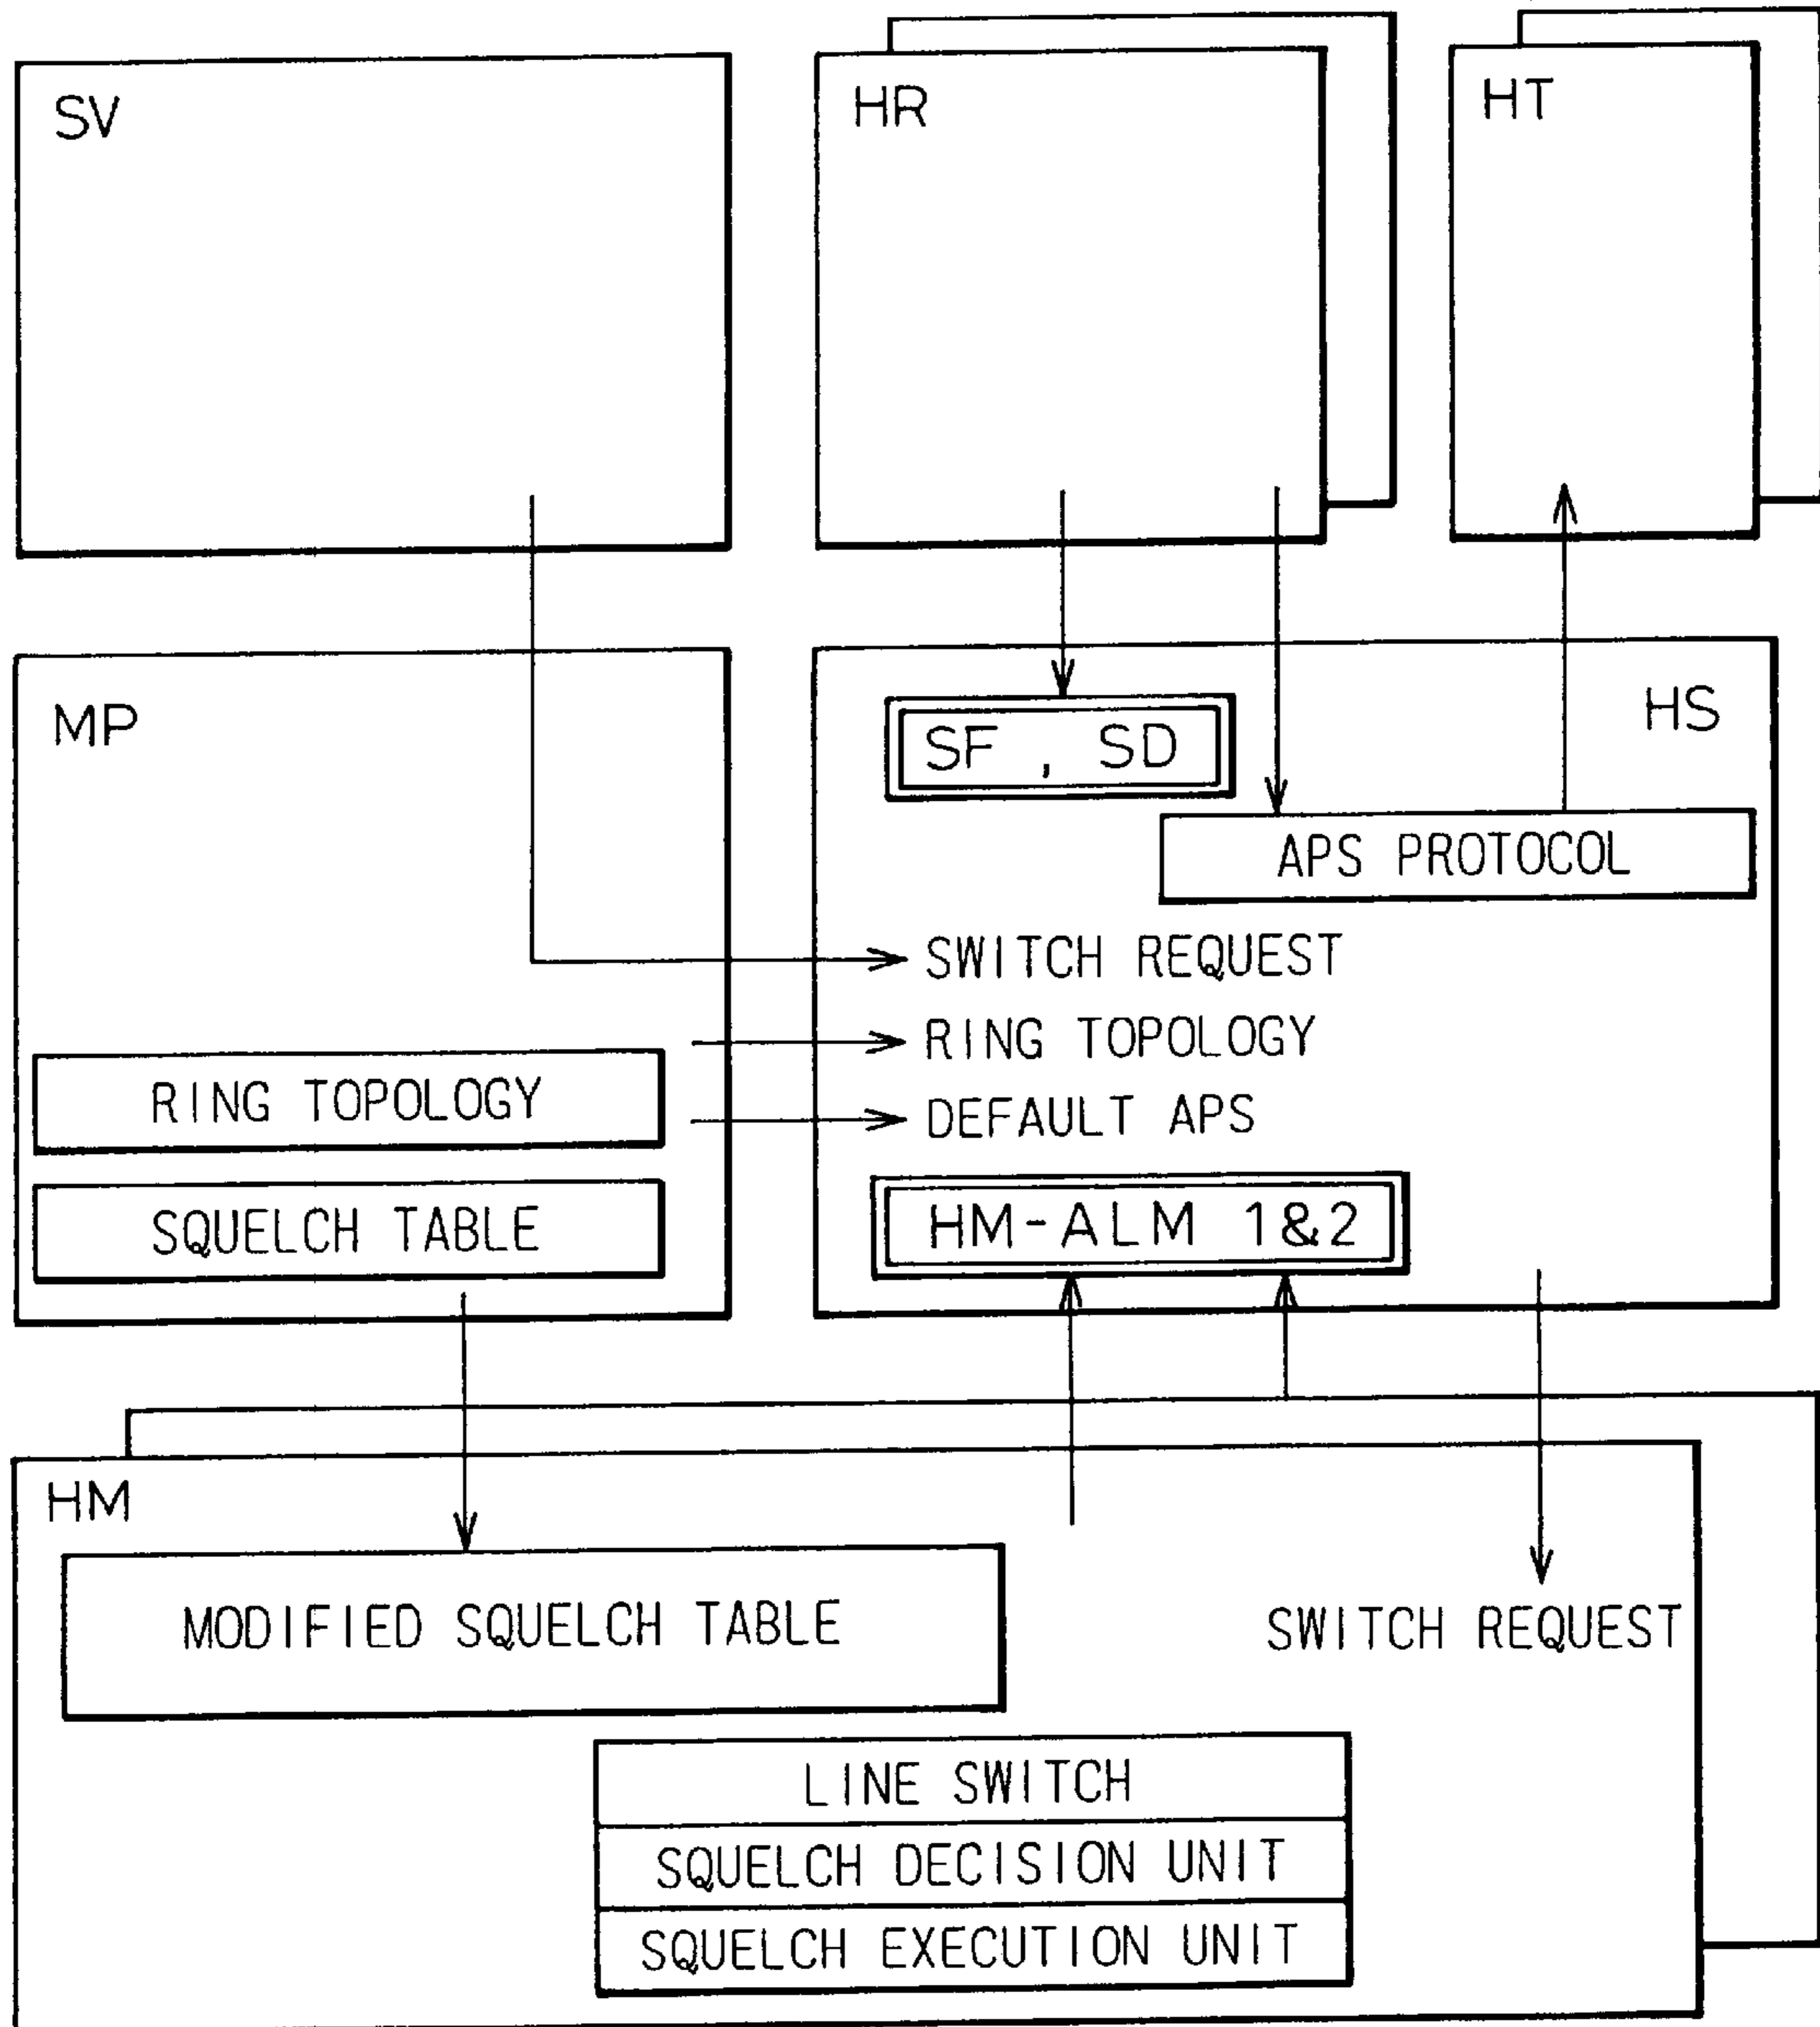 SV
HR
HT
MP
HS
SF , SD
APS PROTOCOL
SWITCH REQUEST
RING TOPOLOGY
DEFAULT APS
RING TOPOLOGY
SQUELCH TABLE
HM-ALM 1&2
HM
MODIFIED SQUELCH TABLE
SWITCH REQUEST
LINE SWITCH
SQUELCH DECISION UNIT
SQUELCH EXECUTION UNIT